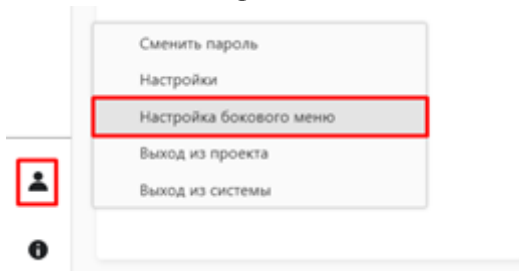 Сменить пароль
Настройки
Настройка бокового меню
Выход из проекта
Выход из системы